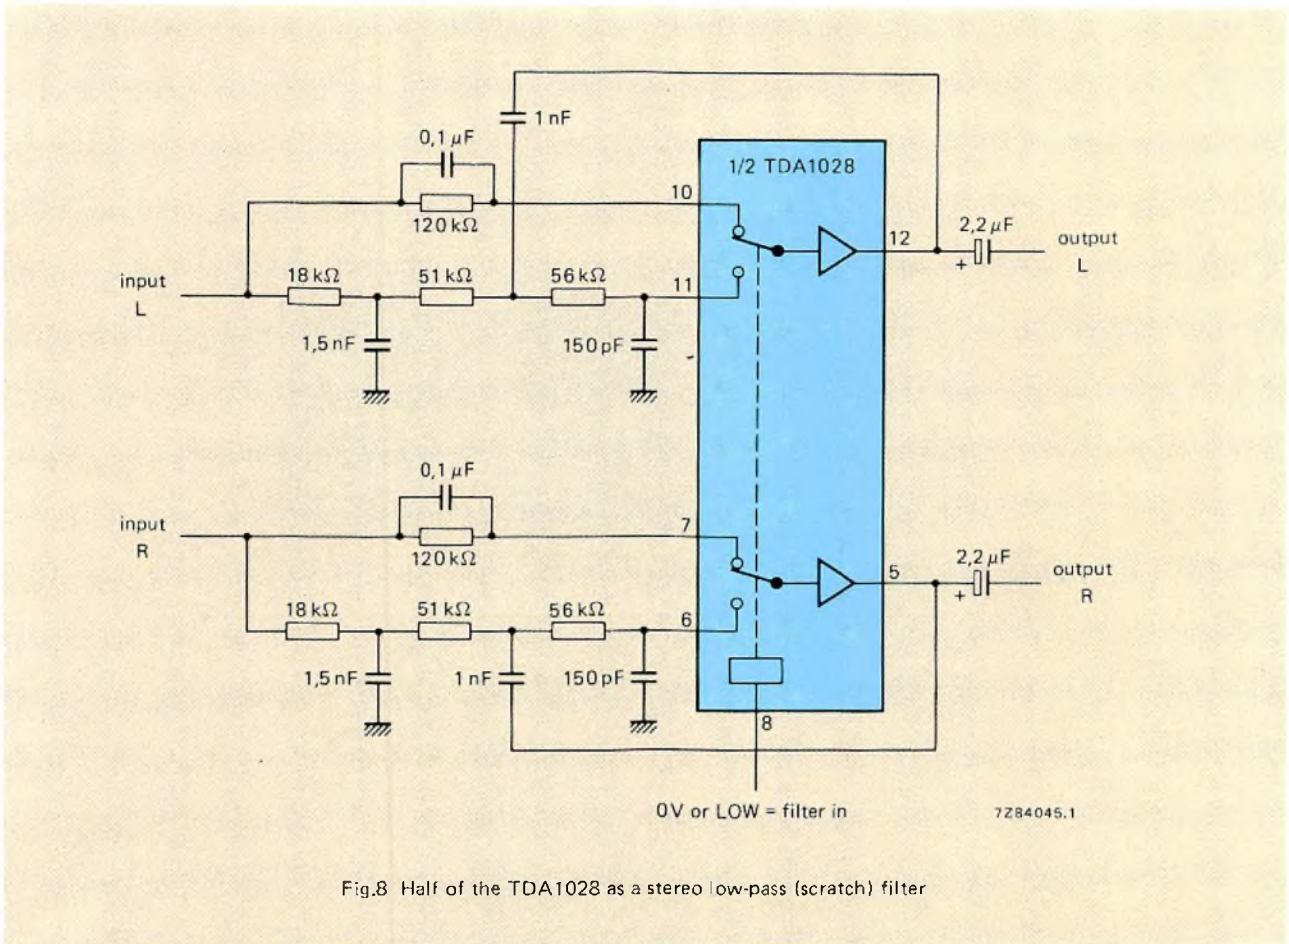 1 nF
0,1 µF
1/2 TDA1028
10
120 kΩ
2,2 µF
12
output
L
+
input
L
18 kΩ
51 kΩ
56 kΩ
11
1,5 nF
150 pF
0,1 µF
input
R
7
120 kΩ
2,2 µF
5
output
R
+
18 kΩ
51 kΩ
56 kΩ
6
1,5 nF
1 nF
150 pF
8
0V or LOW = filter in
7Z84045.1
Fig.8 Half of the TDA1028 as a stereo low-pass (scratch) filter